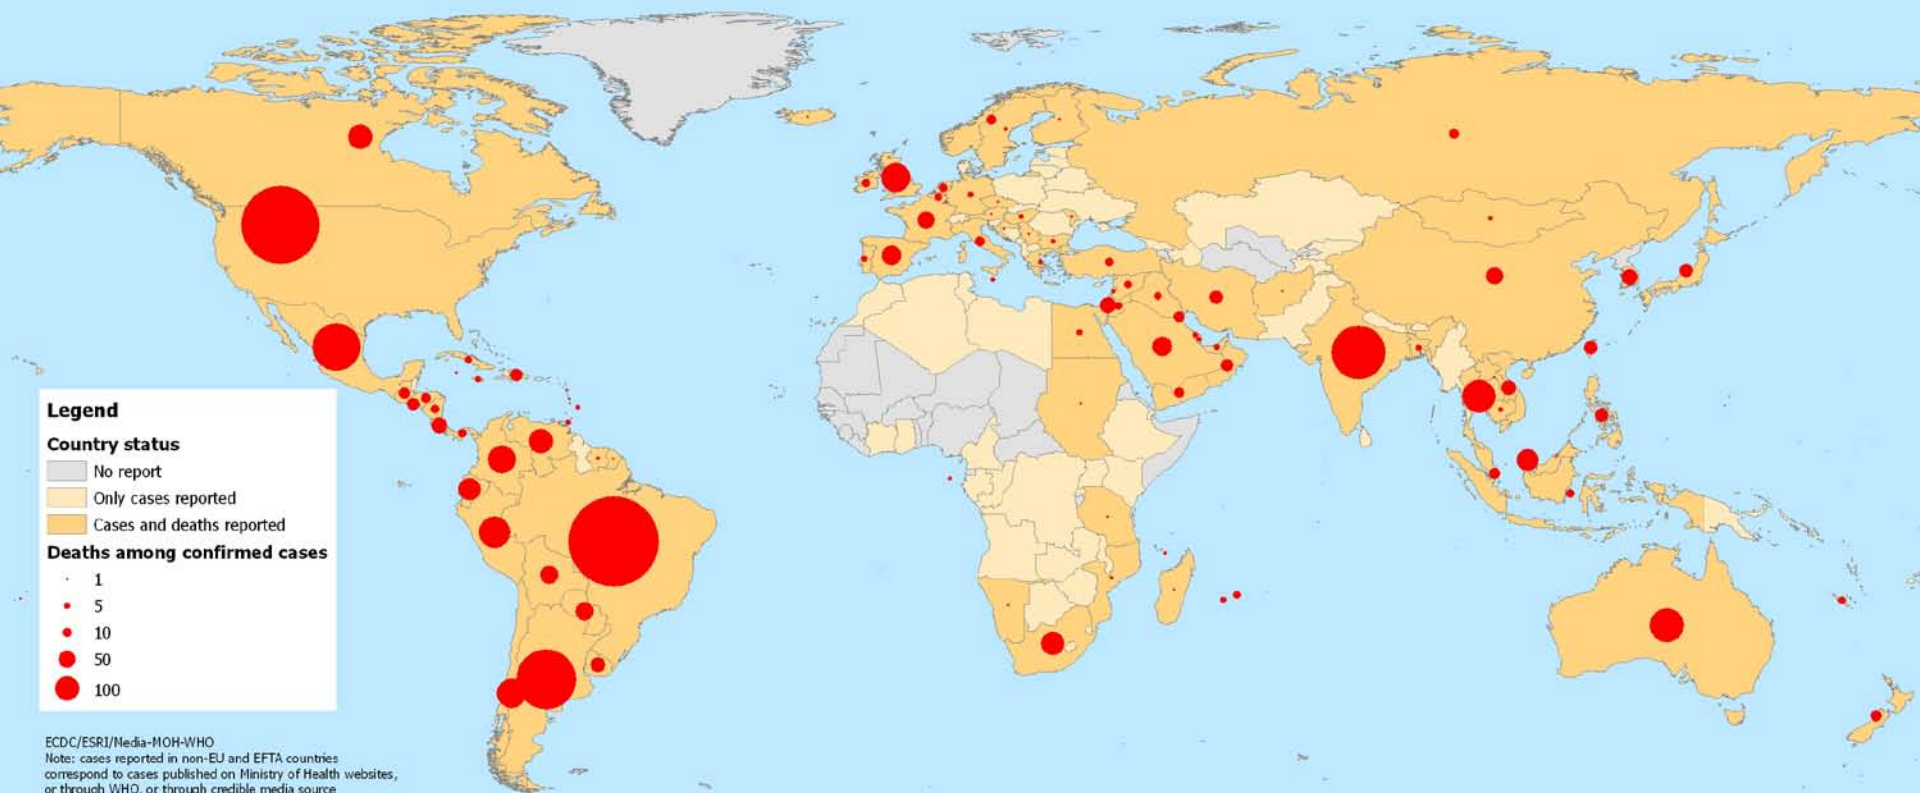 Legend
Country status
No report
Only cases reported
Cases and deaths reported
Deaths among confirmed cases
1
5
10
50
100
ECDC/ESRI/Media-MOH-WHO
Note: cases reported in non-EU and EFTA countries
correspond to cases published on Ministry of Health websites,
or through WHO, or through credible media source